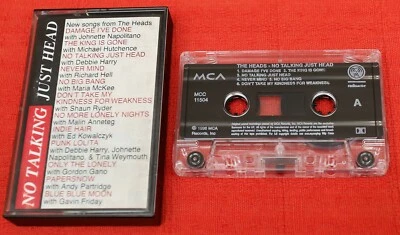 NO TALKING JUST HEAD
New songs from The Heads
DAMAGE I'VE DONE
with Johnette Napolitano
THE KING IS GONE
with Michael Hutchence
NO TALKING JUST HEAD
with Debbie Harry
NEVER MIND
with Richard Hell
NO BIG BANG
with Maria McKee
DON'T TAKE MY
KINDNESS FOR WEAKNESS
with Shaun Ryder
NO MORE LONELY NIGHTS
with Malin Anneteg
INDIE HAIR
with Ed Kowalczyk
PUNK LOLITA
with Debbie Harry, Johnette
Napolitano, & Tina Weymouth
ONLY THE LONELY
with Gordon Gano
PAPERSNOW
with Andy Partridge
BLUE BLUE MOON
with Gavin Friday
MCA
THE HEADS - NO TALKING JUST HEAD
1. DAMAGE I'VE DONE 2. THE KING IS GONE
3. NO TALKING JUST HEAD
4. NEVER MIND 5. NO BIG BANG
6. DON'T TAKE MY KINDNESS FOR WEAKNESS
MCC
11504
A
1996 MCA
Records, Inc.